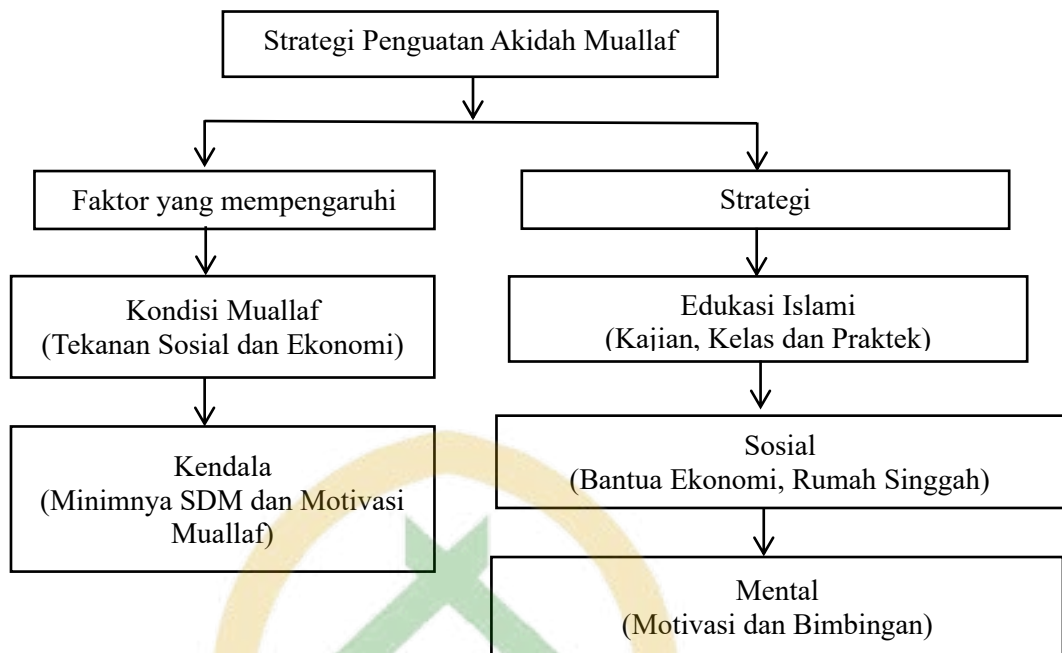 Strategi Penguatan Akidah Muallaf
Faktor yang mempengaruhi
Strategi
Kondisi Muallaf
(Tekanan Sosial dan Ekonomi)
Edukasi Islami
(Kajian, Kelas dan Praktek)
Kendala
(Minimnya SDM dan Motivasi
Muallaf)
Sosial
(Bantua Ekonomi, Rumah Singgah)
Mental
(Motivasi dan Bimbingan)